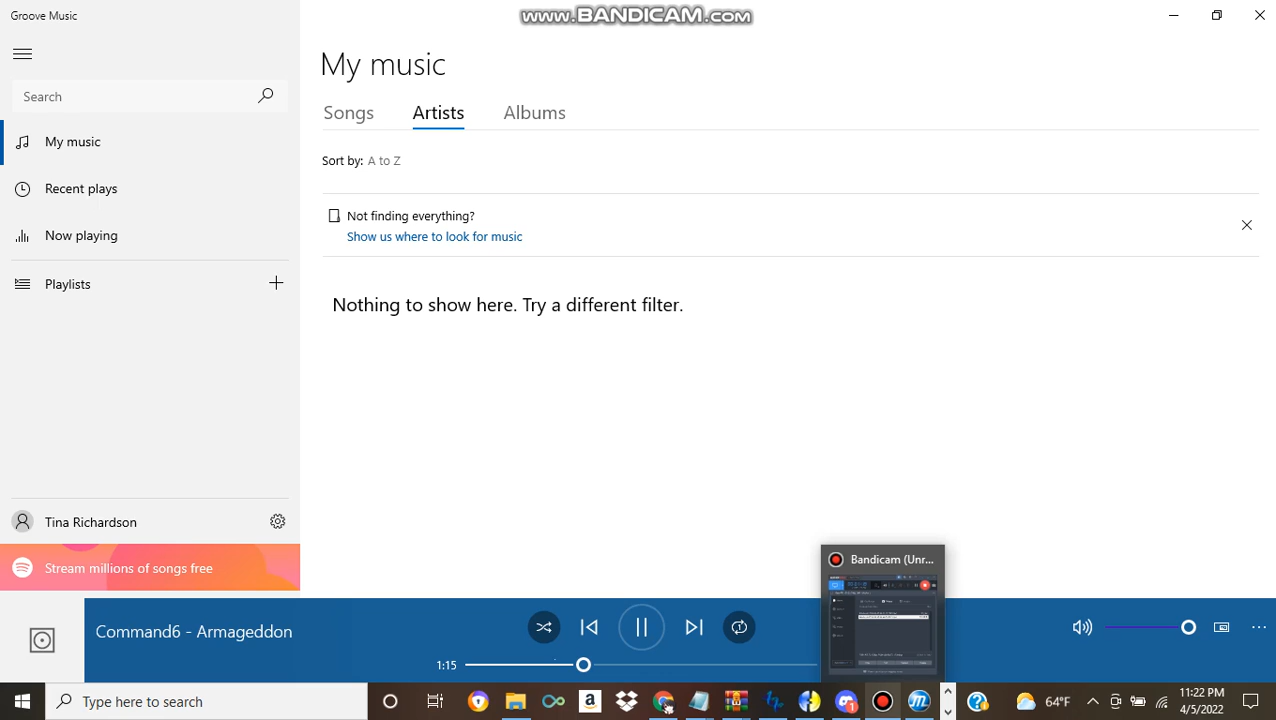 Groove Music
www.BANDICAM.com
Search
My music
Recent plays
Now playing
Playlists
Tina Richardson
Stream millions of songs free
My music
Songs Artists Albums
Sort by: A to Z
Not finding everything?
Show us where to look for music
Nothing to show here. Try a different filter.
Bandicam (Unr...
Command6 - Armageddon
1:15
Type here to search
64°F
11:22 PM
4/5/2022